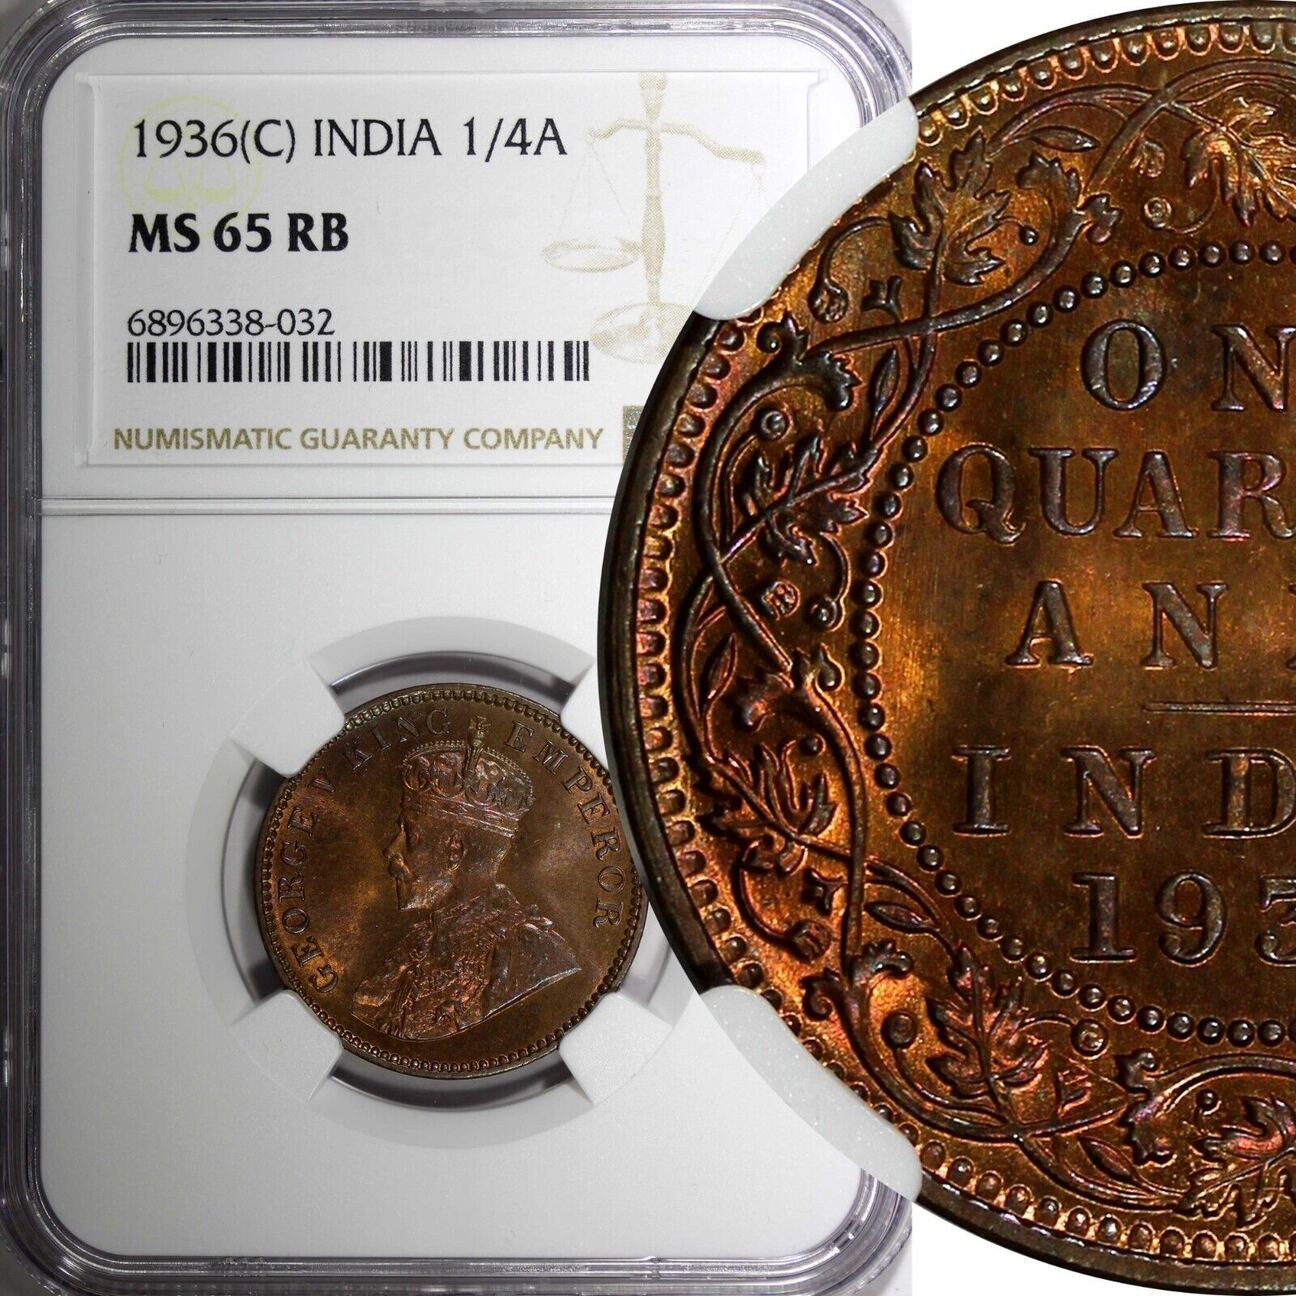 1936(C) INDIA 1/4A
MS 65 RB
6896338-032
NUMISMATIC GUARANTY COMPANY
GEORGE V KING EMPEROR
ON
QUAR
AN
IND
193